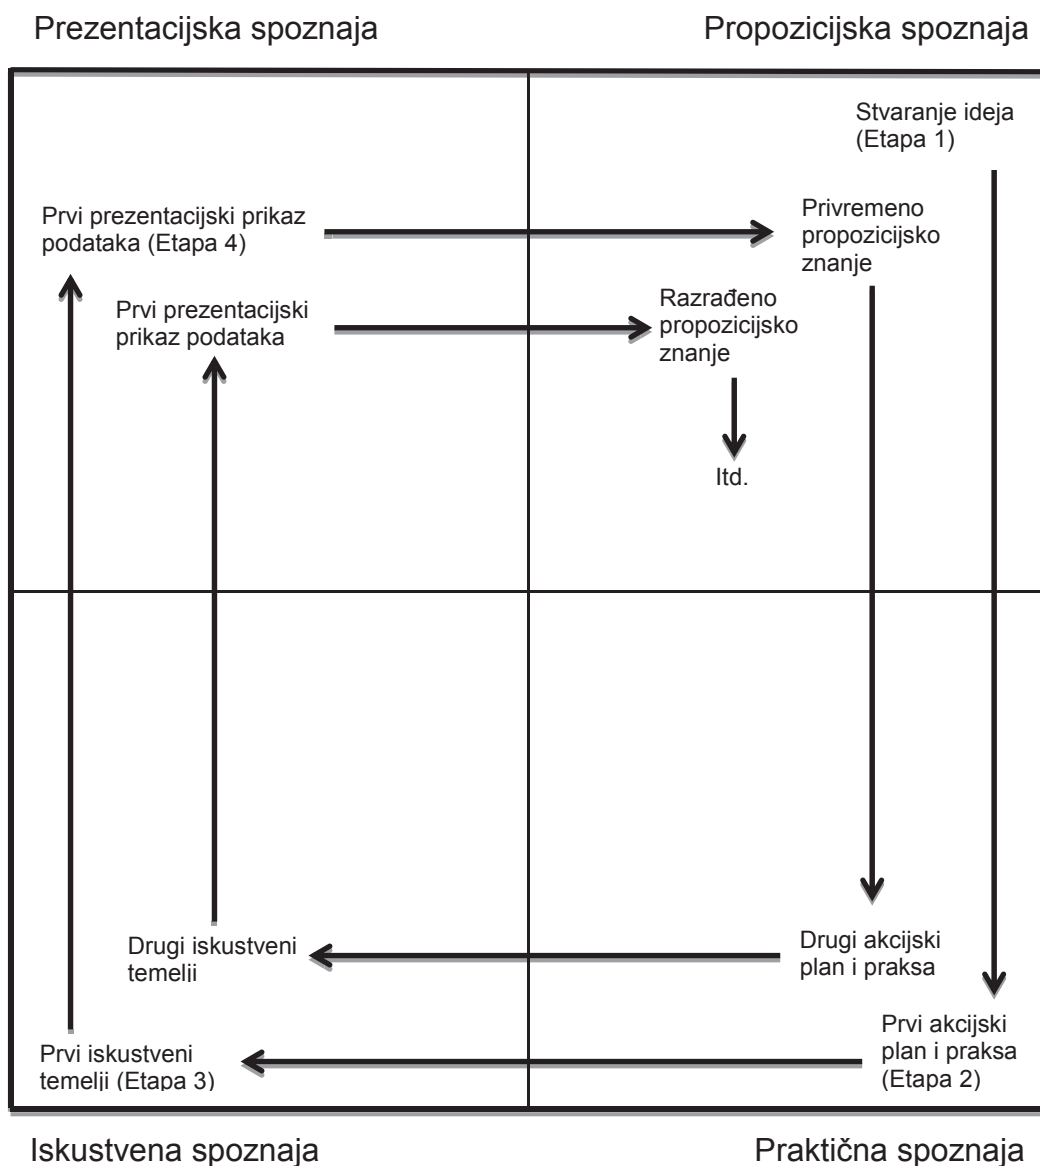 Prezentacijska spoznaja
Propozicijska spoznaja
Stvaranje ideja
(Etapa 1)
Prvi prezentacijski prikaz
podataka (Etapa 4)
Privremeno
propozicijsko
znanje
Prvi prezentacijski
prikaz podataka
Razrađeno
propozicijsko
znanje
Itd.
Drugi iskustveni
temelji
Drugi akcijski
plan i praksa
Prvi iskustveni
temelji (Etapa 3)
Prvi akcijski
plan i praksa
(Etapa 2)
Iskustvena spoznaja
Praktična spoznaja